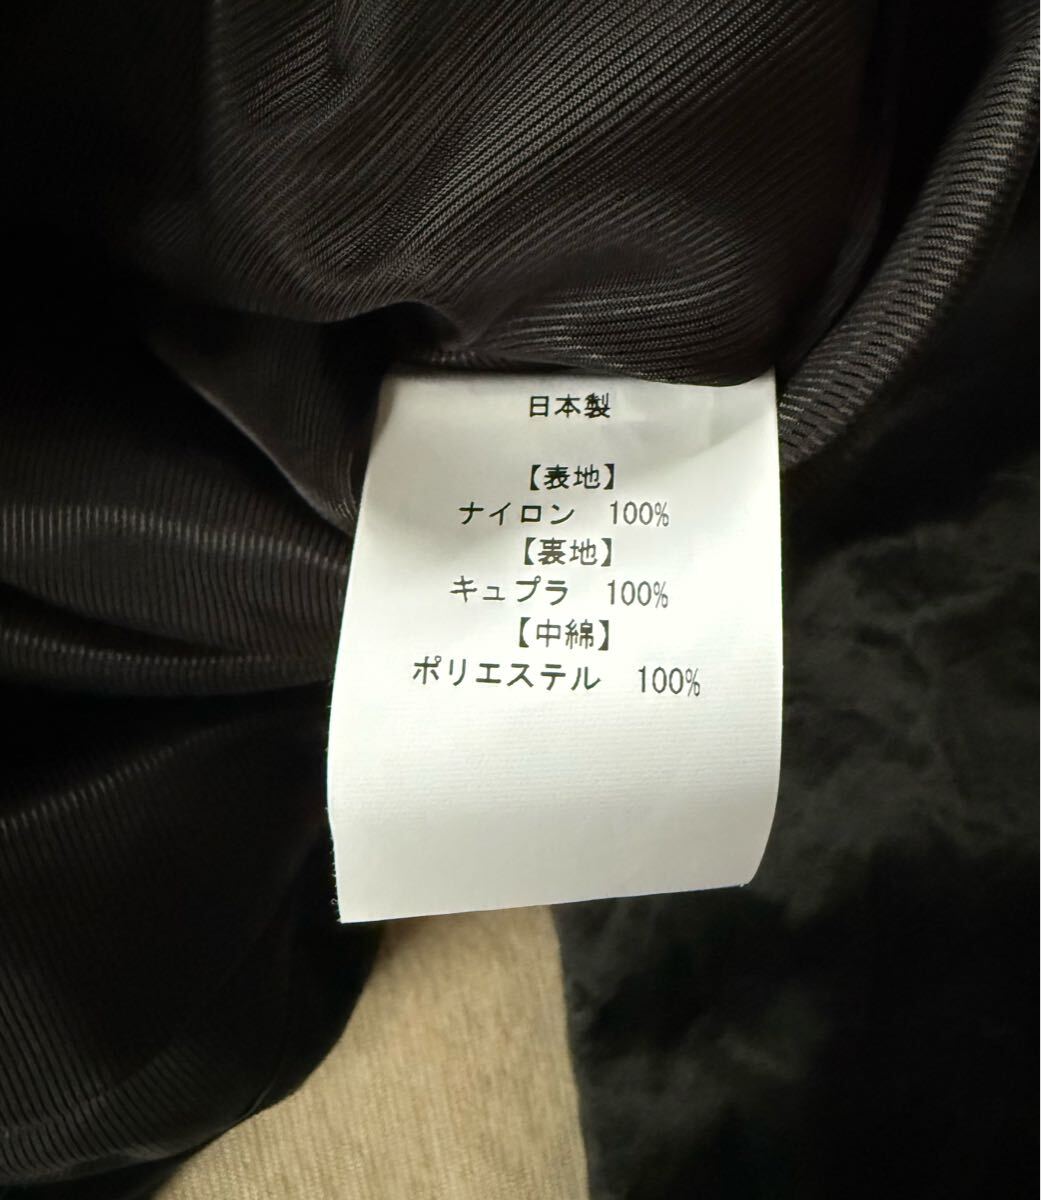 日本製
【表地】
ナイロン　100%
【裏地】
キュプラ　100%
【中綿】
ポリエステル　100%